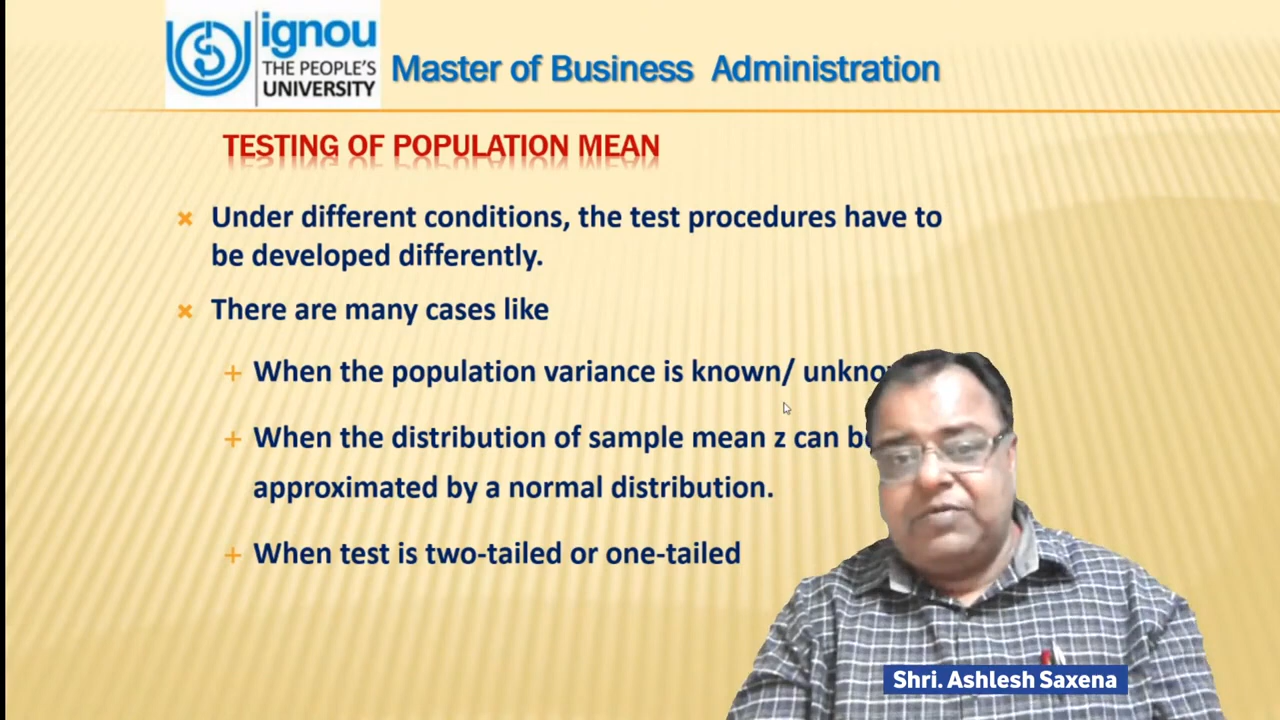 ignou
THE PEOPLE'S
UNIVERSITY
Master of Business Administration
TESTING OF POPULATION MEAN
Under different conditions, the test procedures have to
be developed differently.
There are many cases like
When the population variance is known/
When the distribution of sample mean z can
approximated by a normal distribution.
When test is two-tailed or one-tailed
Shri. Ashlesh Saxena